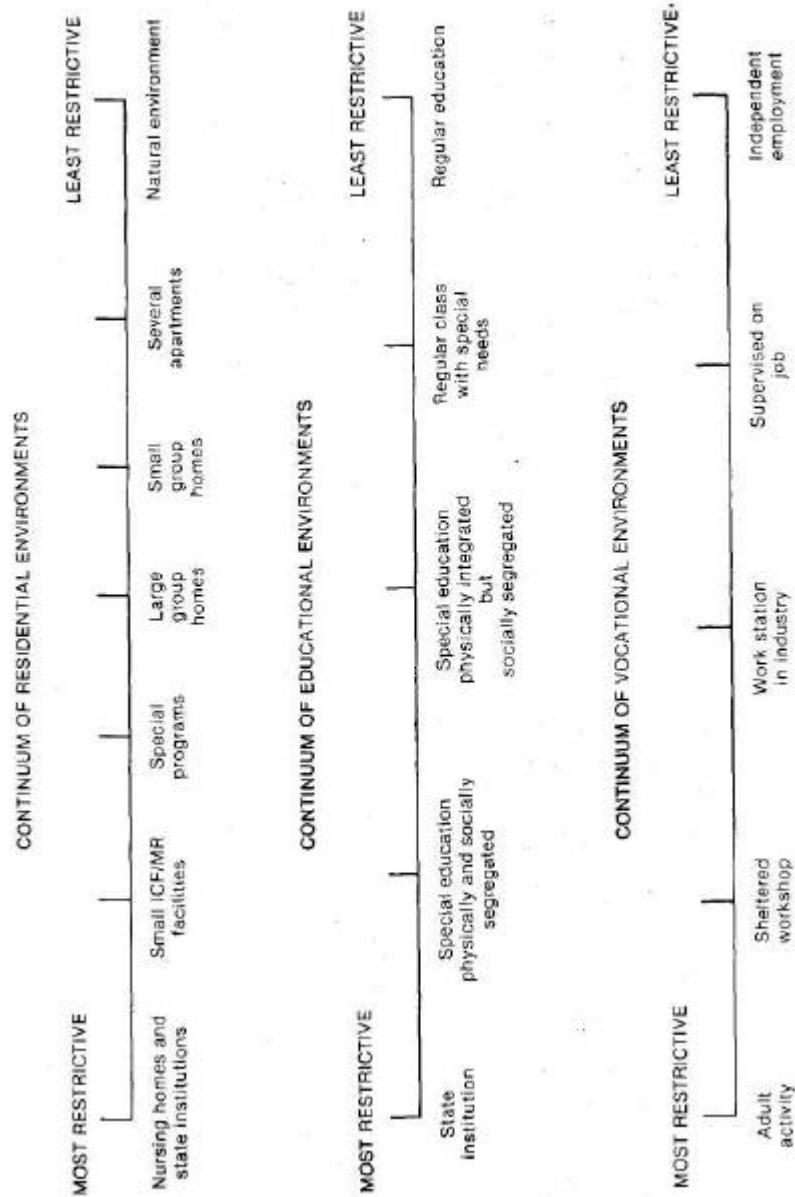 CONTINUUM OF RESIDENTIAL ENVIRONMENTS
MOST RESTRICTIVE
LEAST RESTRICTIVE
Nursing homes and
state institutions
Small ICF/MR
facilities
Special
programs
Large
group
homes
Small
group
homes
Several
apartments
Natural environment
CONTINUUM OF EDUCATIONAL ENVIRONMENTS
MOST RESTRICTIVE
LEAST RESTRICTIVE
State
institution
Special education
physically and socially
segregated
Special education
physically integrated
but
socially segregated
Regular class
with special
needs
Regular education
CONTINUUM OF VOCATIONAL ENVIRONMENTS
MOST RESTRICTIVE
LEAST RESTRICTIVE
Adult
activity
Sheltered
workshop
Work station
in industry
Supervised on
job
Independent
employment